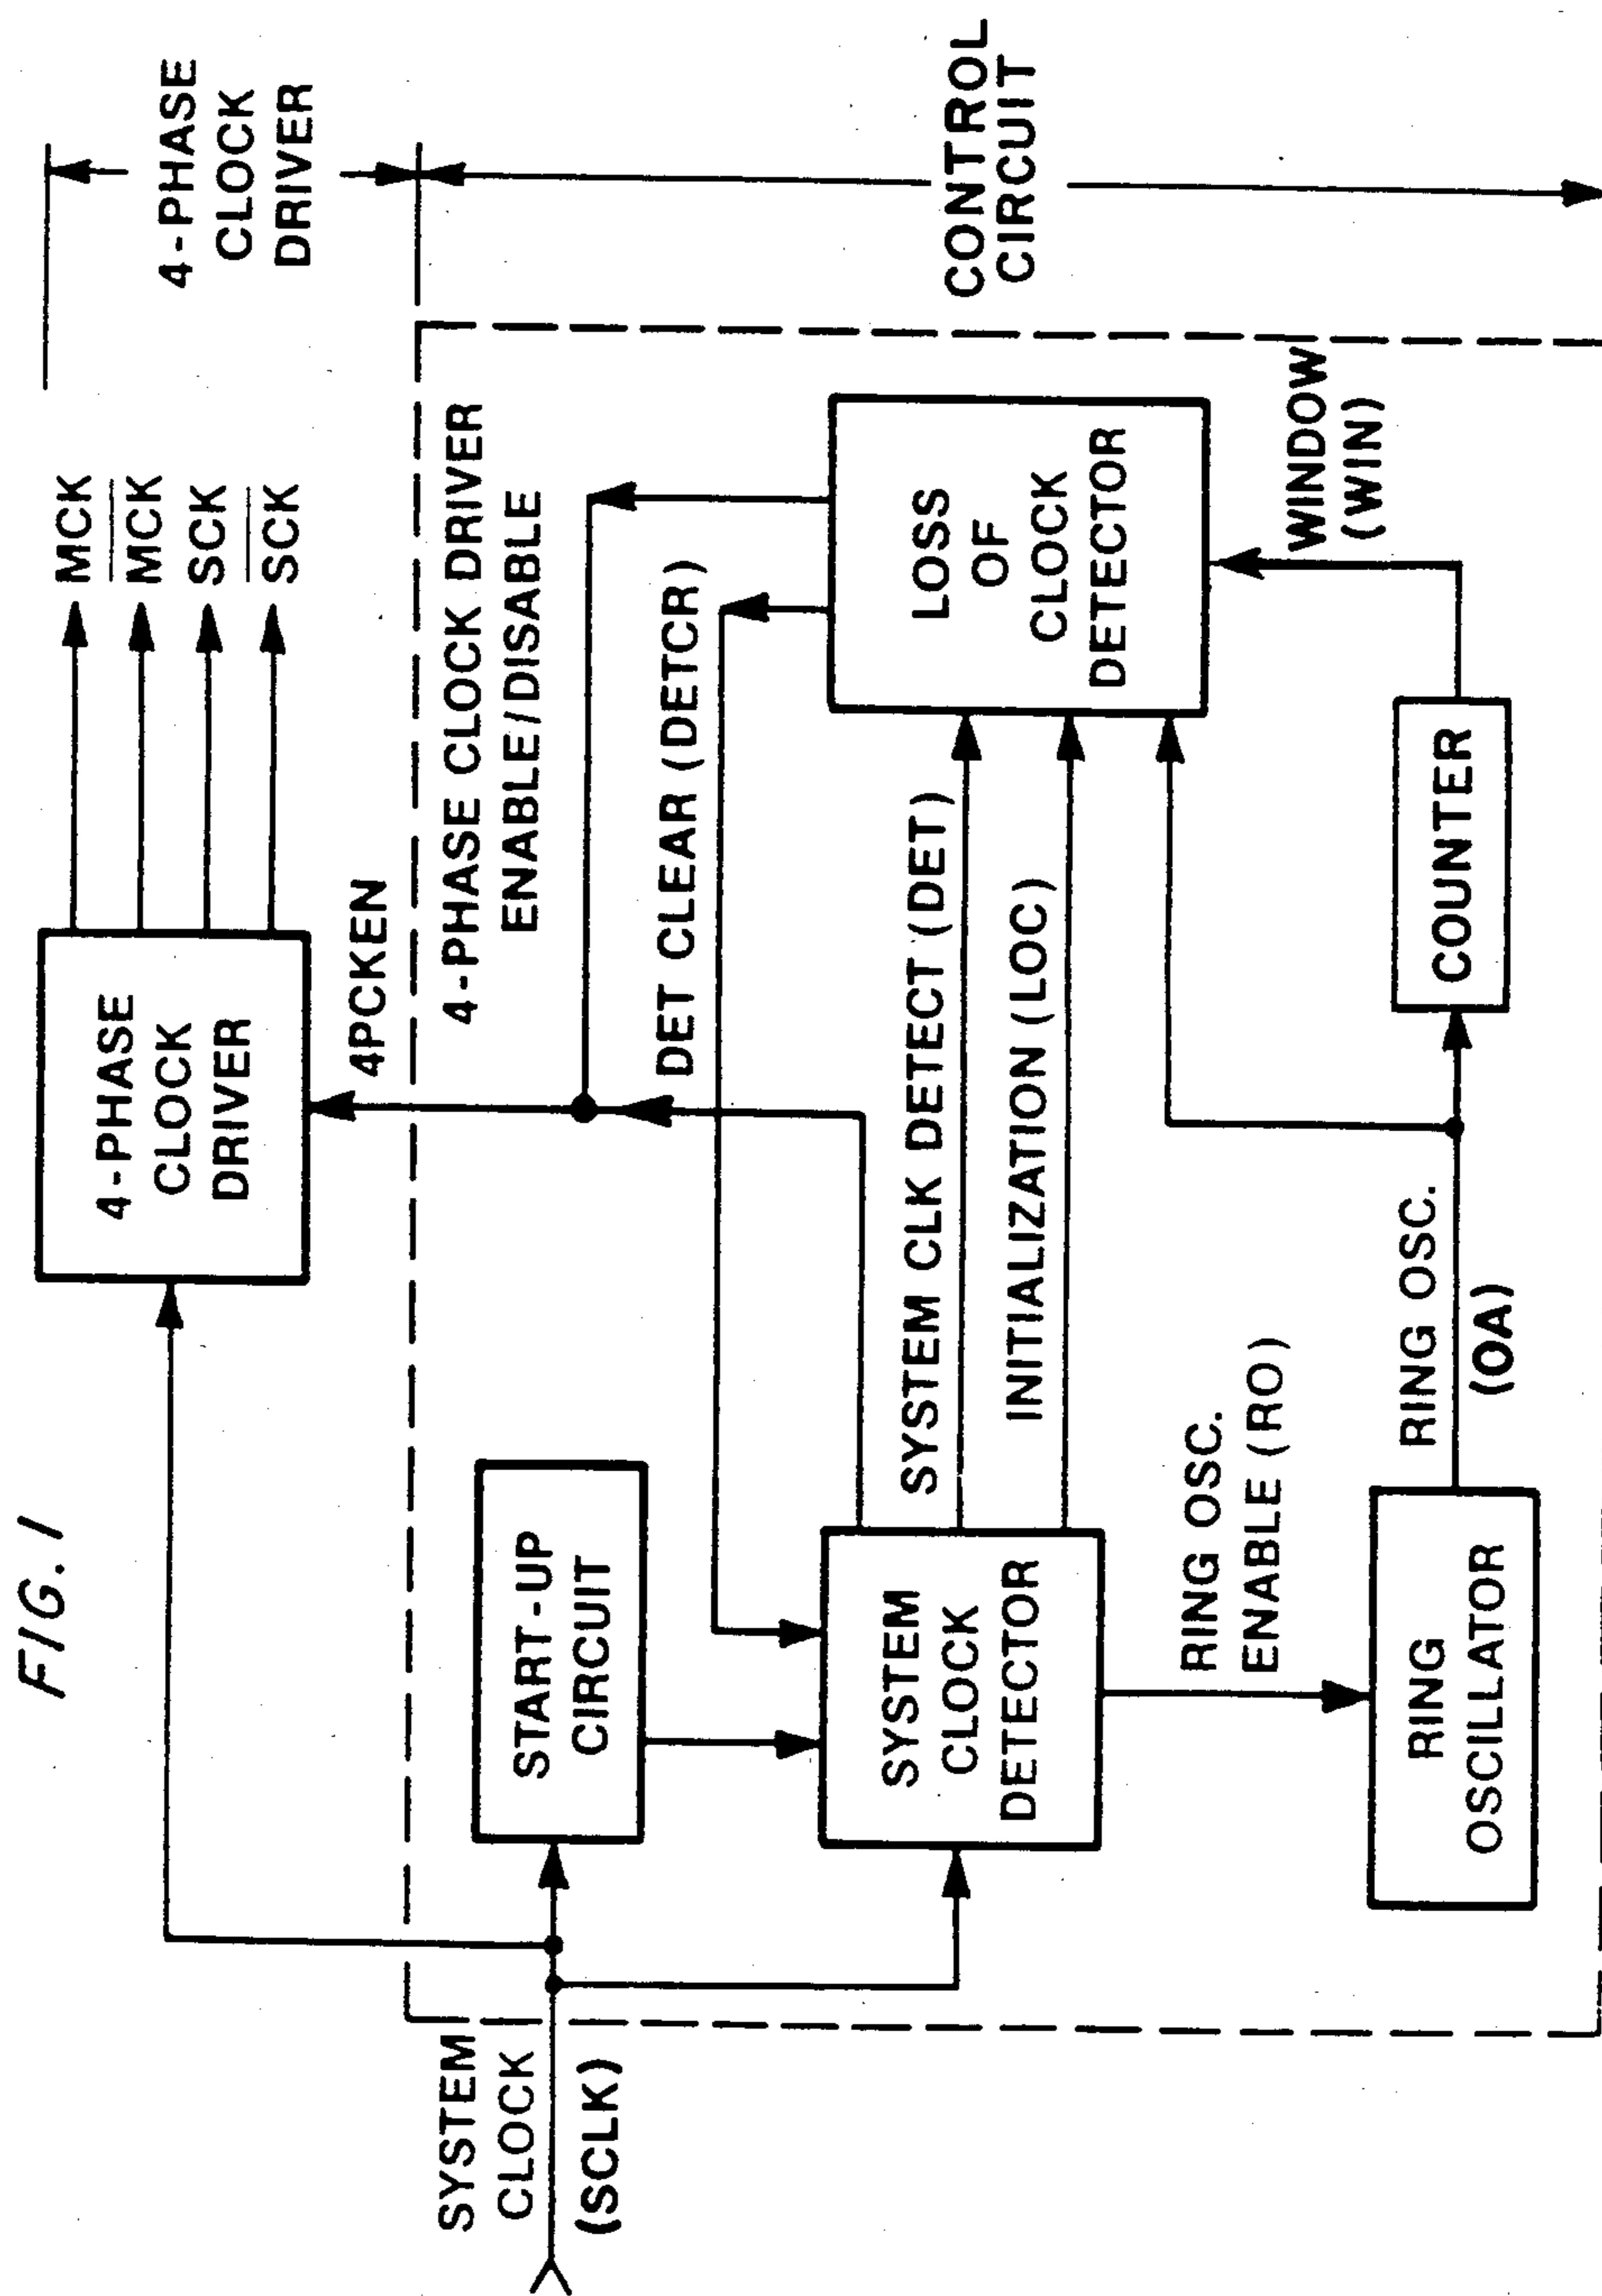 FIG. 1
4-PHASE
CLOCK
DRIVER
MCK
MCK
SCK
SCK
4-PHASE
CLOCK
DRIVER
4PCKEN
SYSTEM
CLOCK
(SCLK)
START-UP
CIRCUIT
4-PHASE CLOCK DRIVER
ENABLE/DISABLE
DET CLEAR (DETCR)
SYSTEM
CLOCK
DETECTOR
SYSTEM CLK DETECT (DET)
INITIALIZATION (LOC)
LOSS
OF
CLOCK
DETECTOR
CONTROL
CIRCUIT
RING OSC.
ENABLE (RO)
WINDOW
(WIN)
RING
OSCILLATOR
RING OSC.
(OA)
COUNTER